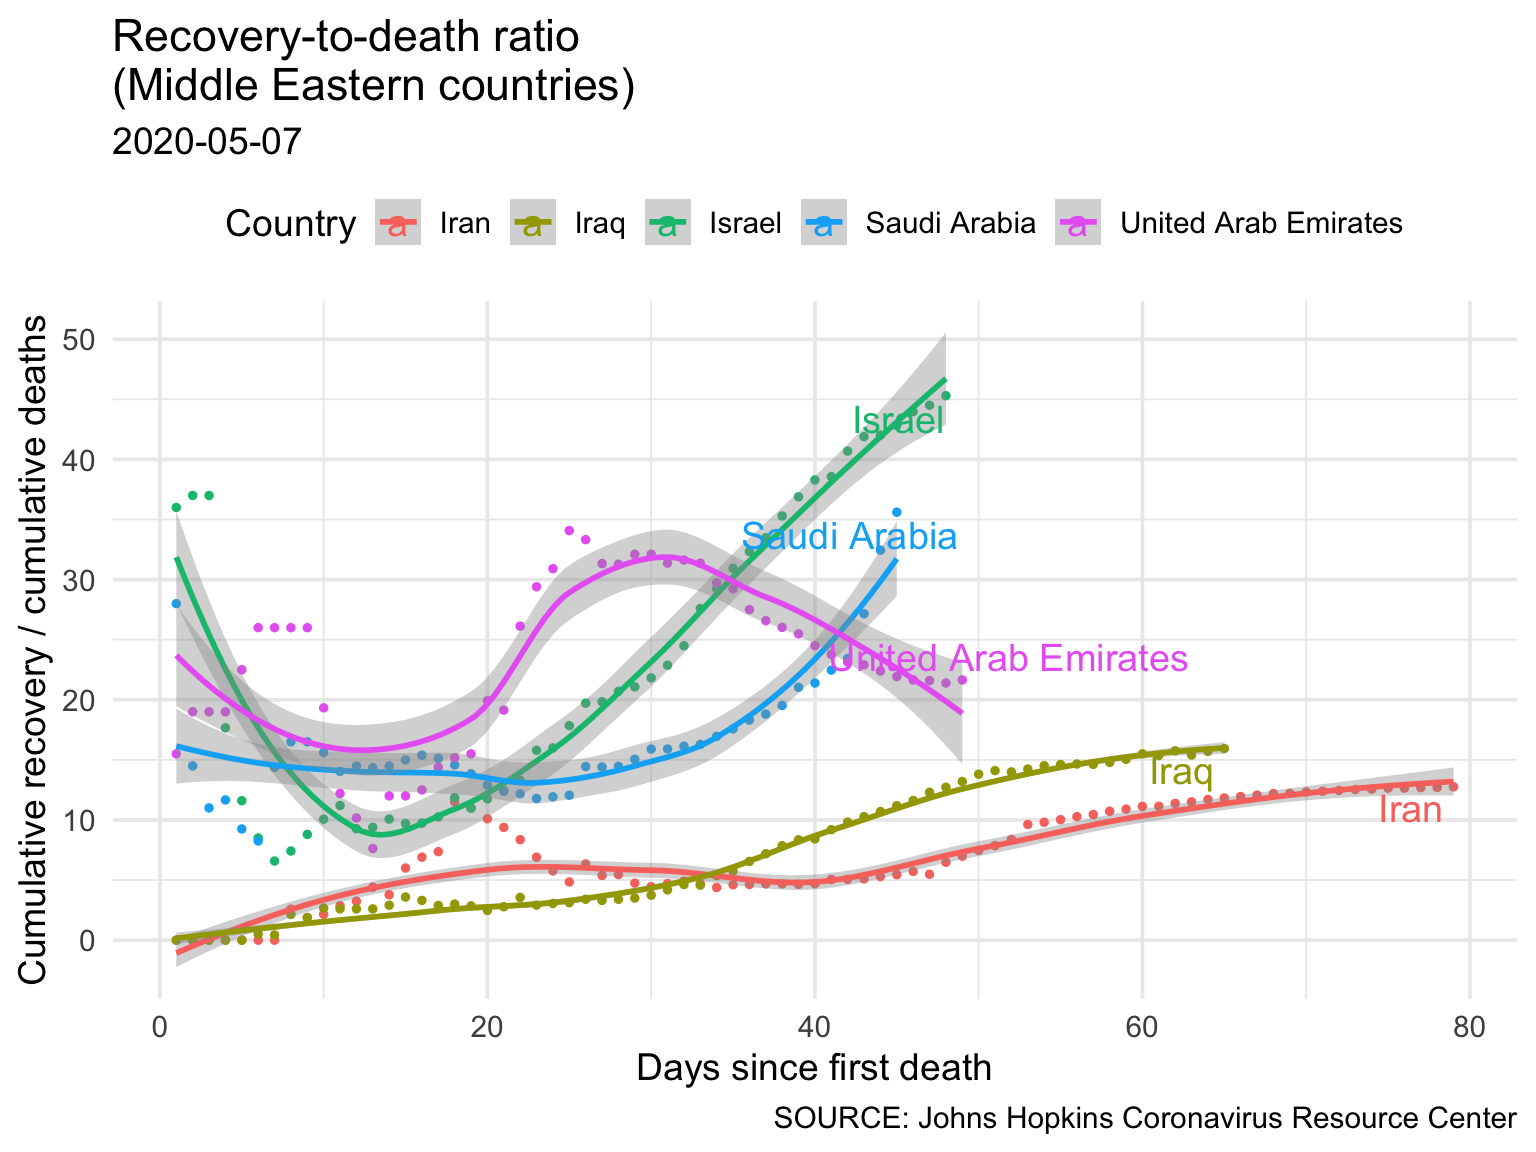 Recovery-to-death ratio
(Middle Eastern countries)
2020-05-07
Country a Iran a Iraq a Israel a Saudi Arabia a United Arab Emirates
Cumulative recovery / cumulative deaths
50
40
30
20
10
0
Israel
Saudi Arabia
United Arab Emirates
Iraq
Iran
0 20 40 60 80
Days since first death
SOURCE: Johns Hopkins Coronavirus Resource Center